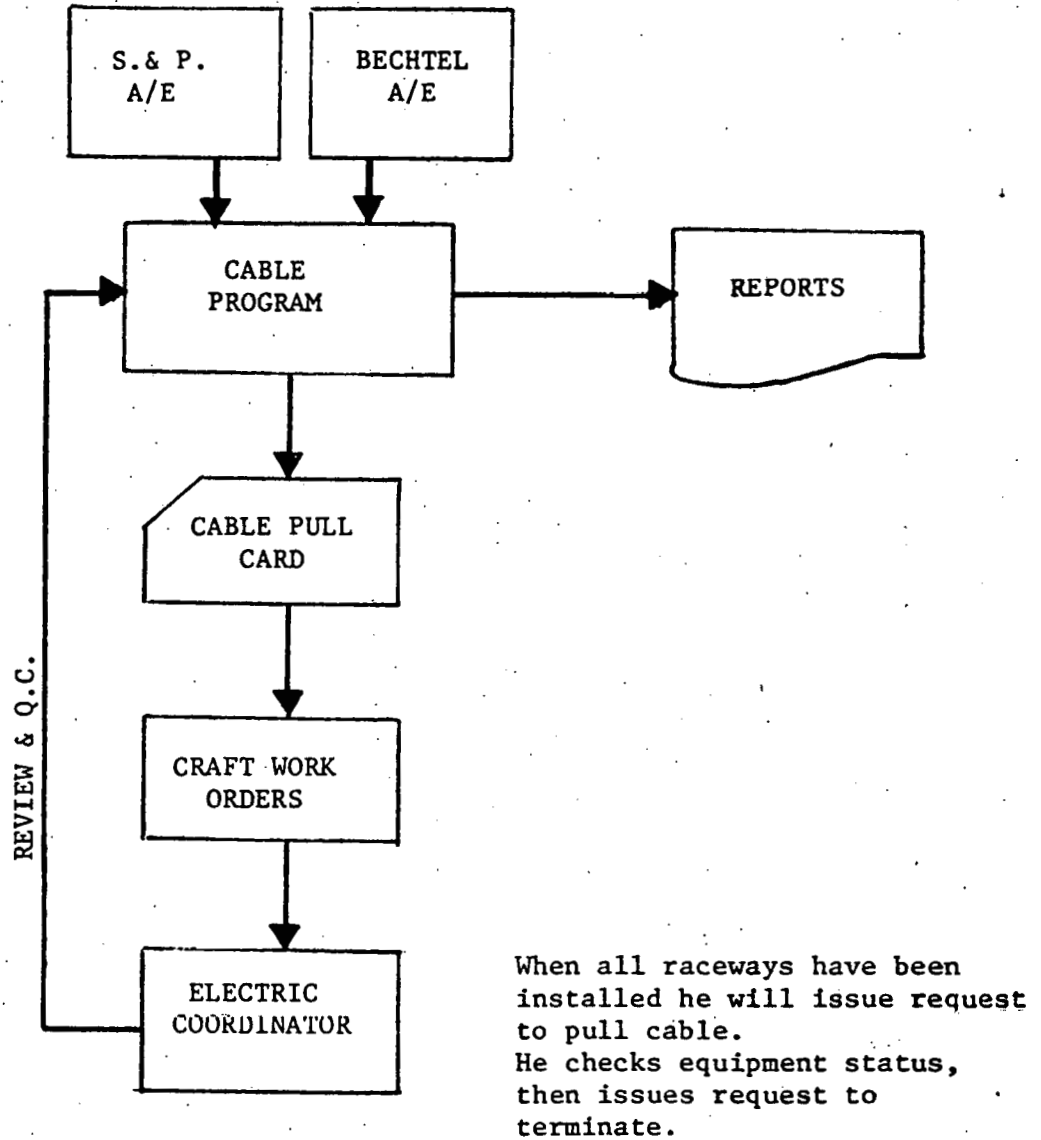 S.& P.
A/E
BECHTEL
A/E
CABLE
PROGRAM
REPORTS
CABLE PULL
CARD
REVIEW & Q.C.
CRAFT WORK
ORDERS
ELECTRIC
COORDINATOR
When all raceways have been
installed he will issue request
to pull cable.
He checks equipment status,
then issues request to
terminate.